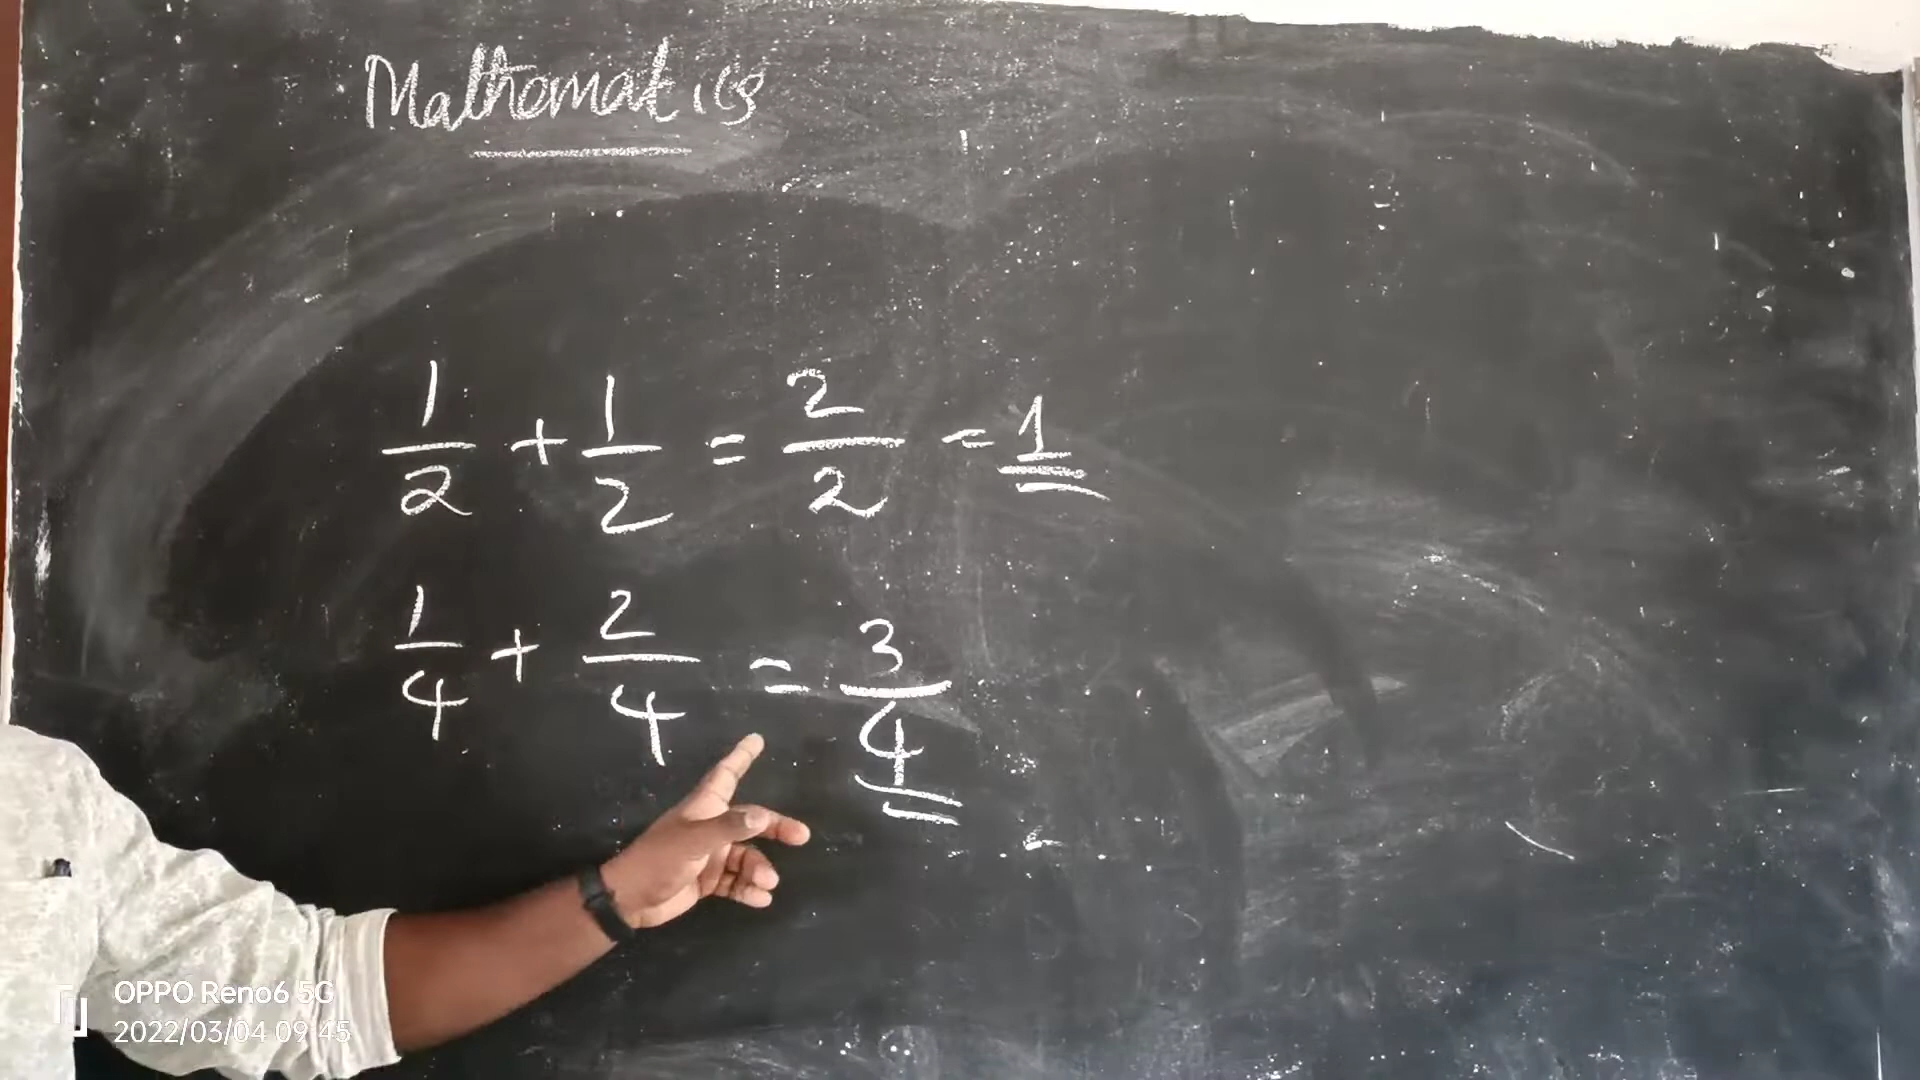 Mathematics
1/2 + 1/2 = 2/2 = 1
1/4 + 2/4 = 3/4
OPPO Reno6 5G
2022/03/04 09:45